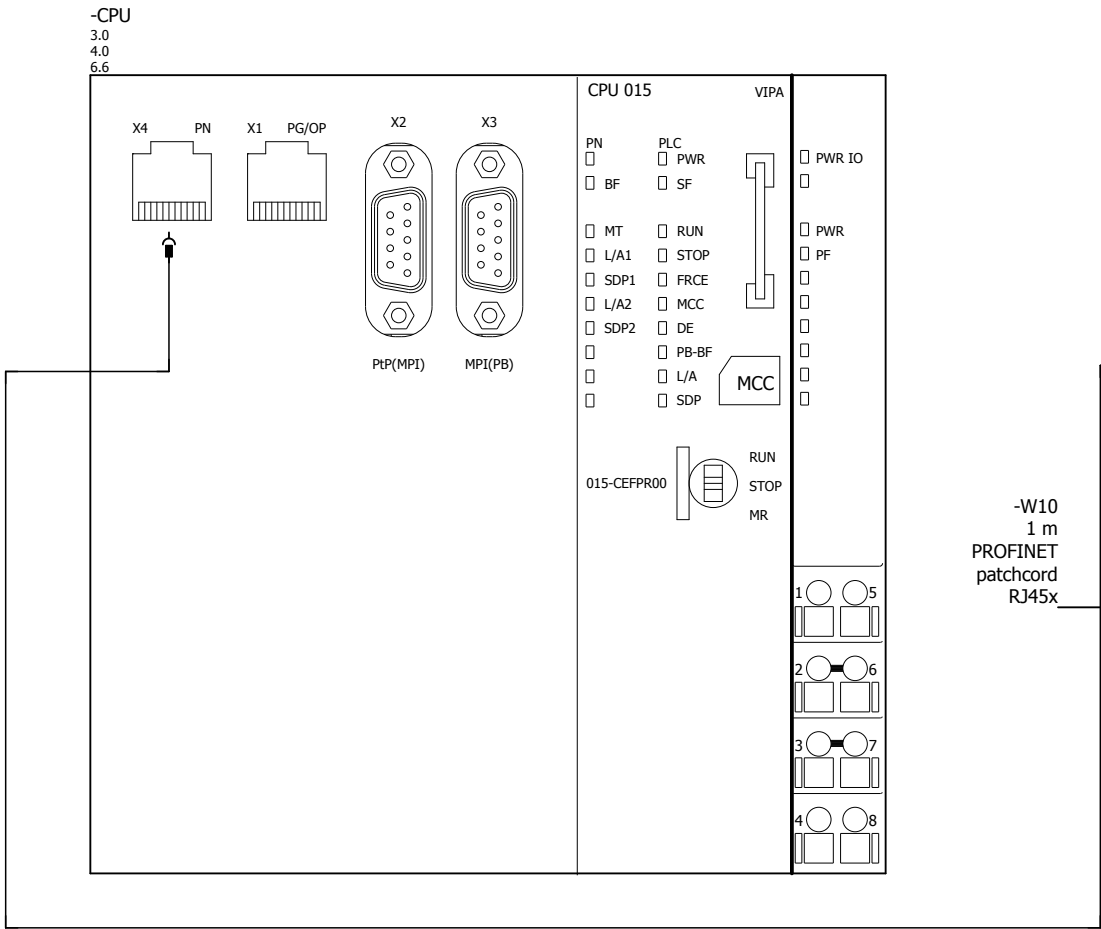 -CPU
3.0
4.0
6.6
CPU 015
VIPA
X4 PN X1 PG/OP X2 X3
PN PLC
PWR
BF SF
MT RUN
L/A1 STOP
SDP1 FRCE
L/A2 MCC
SDP2 DE
PB-BF
L/A
SDP
MCC
PWR IO
PWR
PF
PtP(MPI) MPI(PB)
015-CEFPR00
RUN
STOP
MR
-W10
1 m
PROFINET
patchcord
RJ45x
1 5
2 6
3 7
4 8